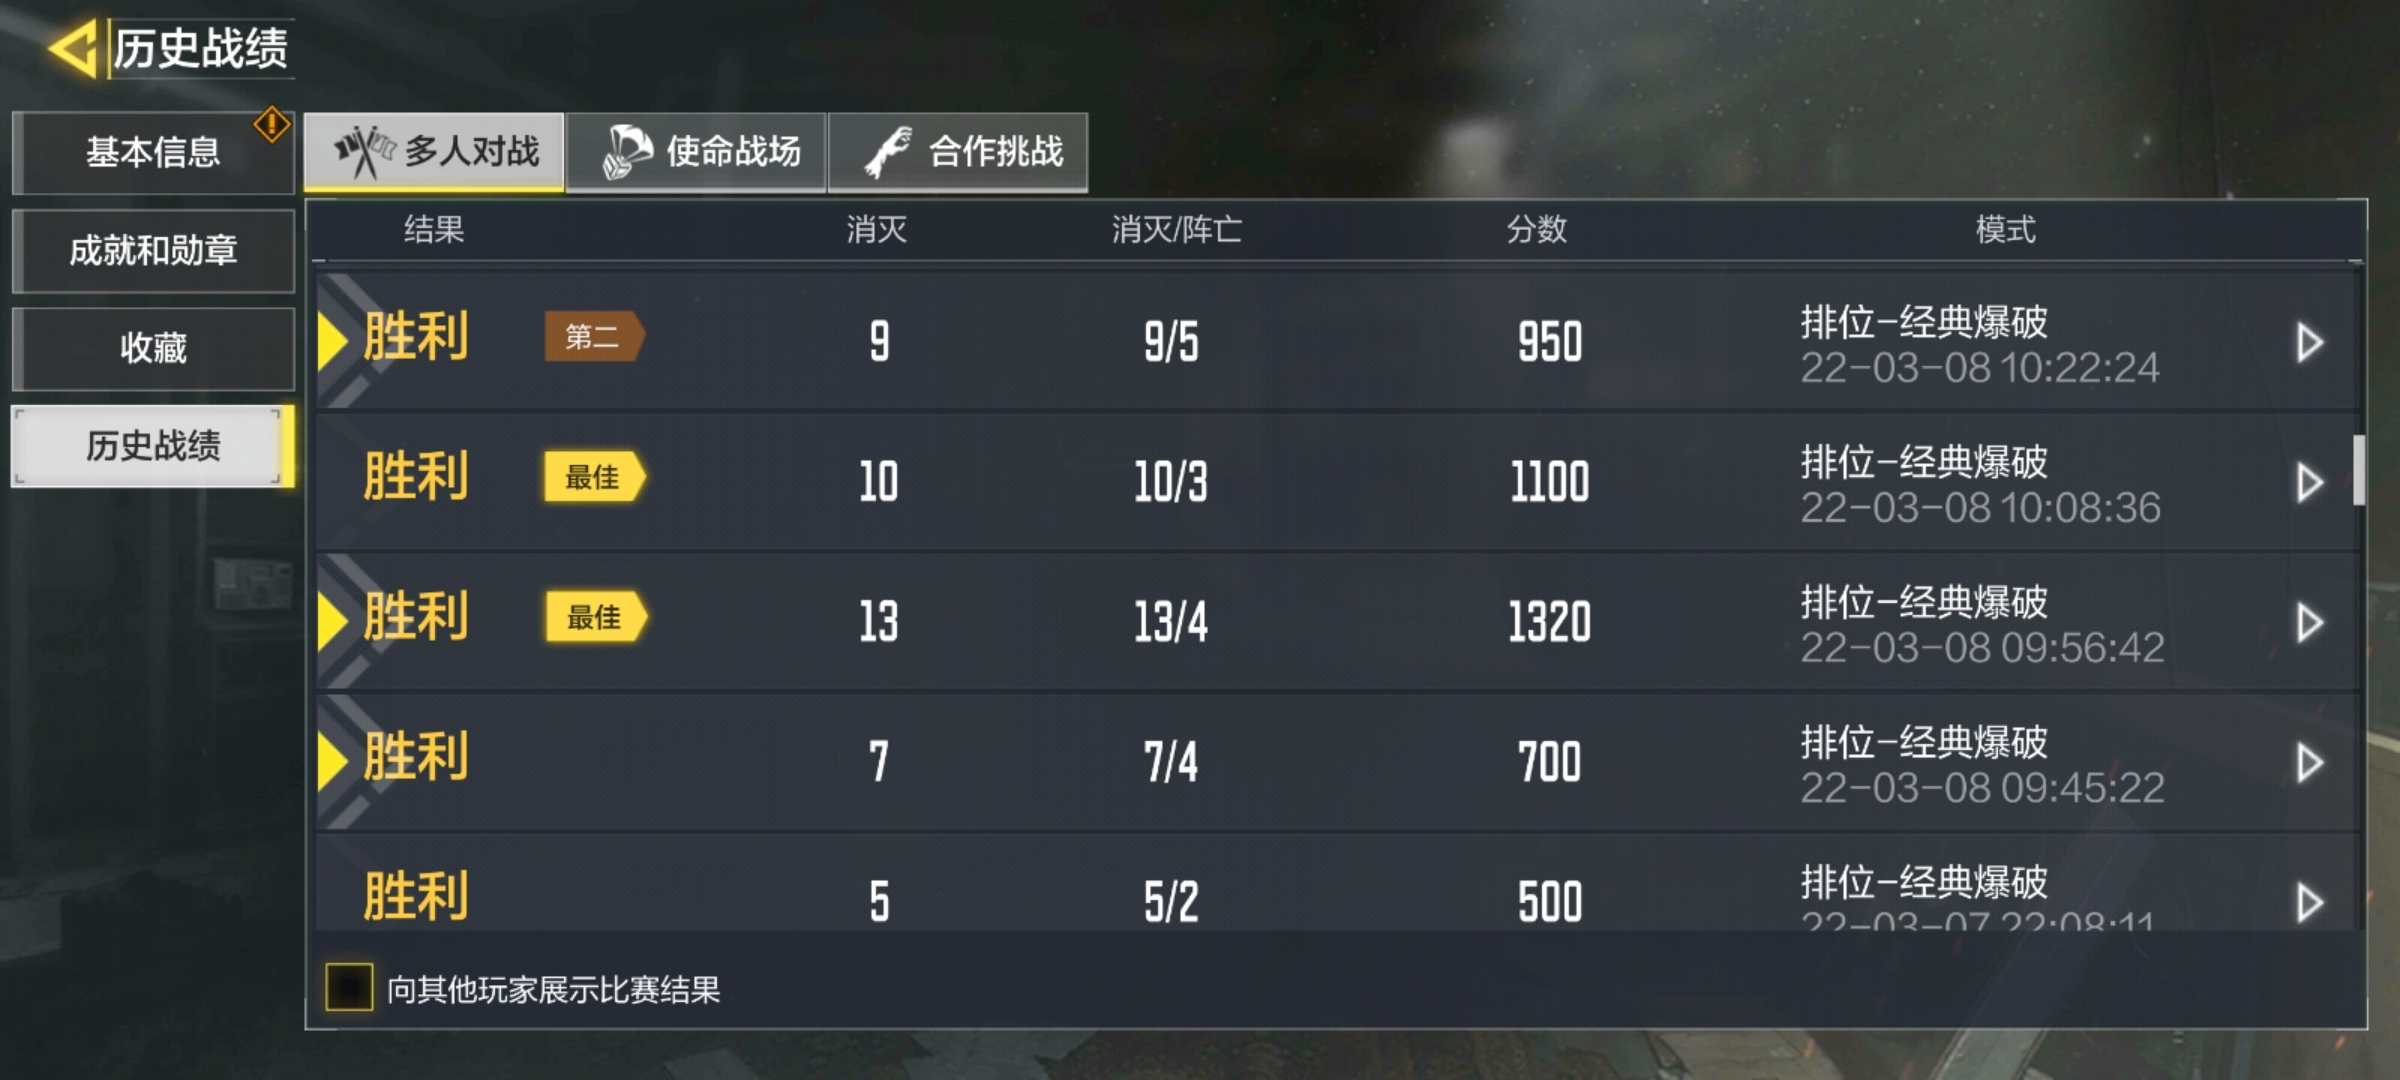 历史战绩
基本信息
成就和勋章
收藏
历史战绩
多人对战 使命战场 合作挑战
结果 消灭 消灭/阵亡 分数 模式
胜利 第二 9 9/5 950 排位-经典爆破
22-03-08 10:22:24
胜利 最佳 10 10/3 1100 排位-经典爆破
22-03-08 10:08:36
胜利 最佳 13 13/4 1320 排位-经典爆破
22-03-08 09:56:42
胜利 7 7/4 700 排位-经典爆破
22-03-08 09:45:22
胜利 5 5/2 500 排位-经典爆破
22-03-07 22:08:11
向其他玩家展示比赛结果